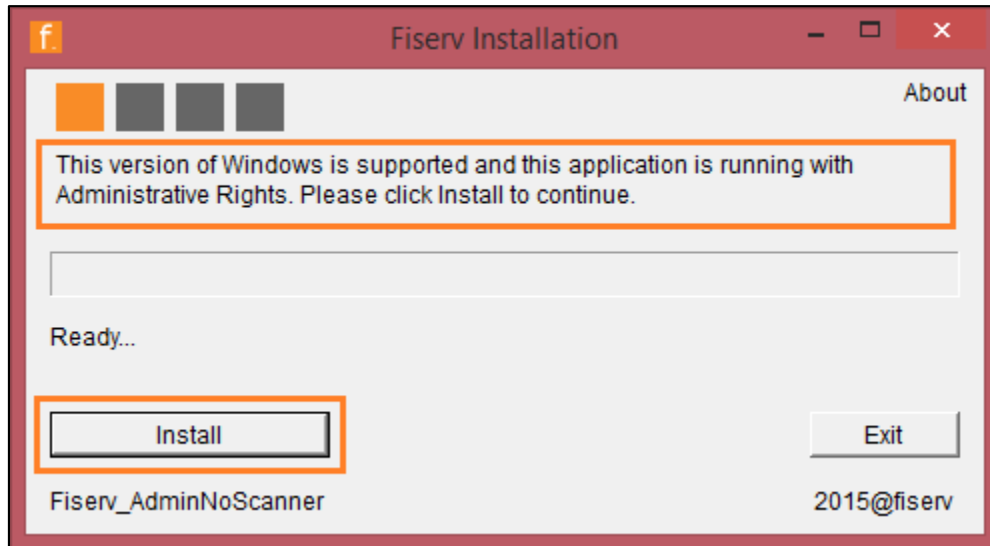 f.
Fiserv Installation
About
This version of Windows is supported and this application is running with
Administrative Rights. Please click Install to continue.
Ready...
Install
Exit
Fiserv_AdminNoScanner
2015@fiserv